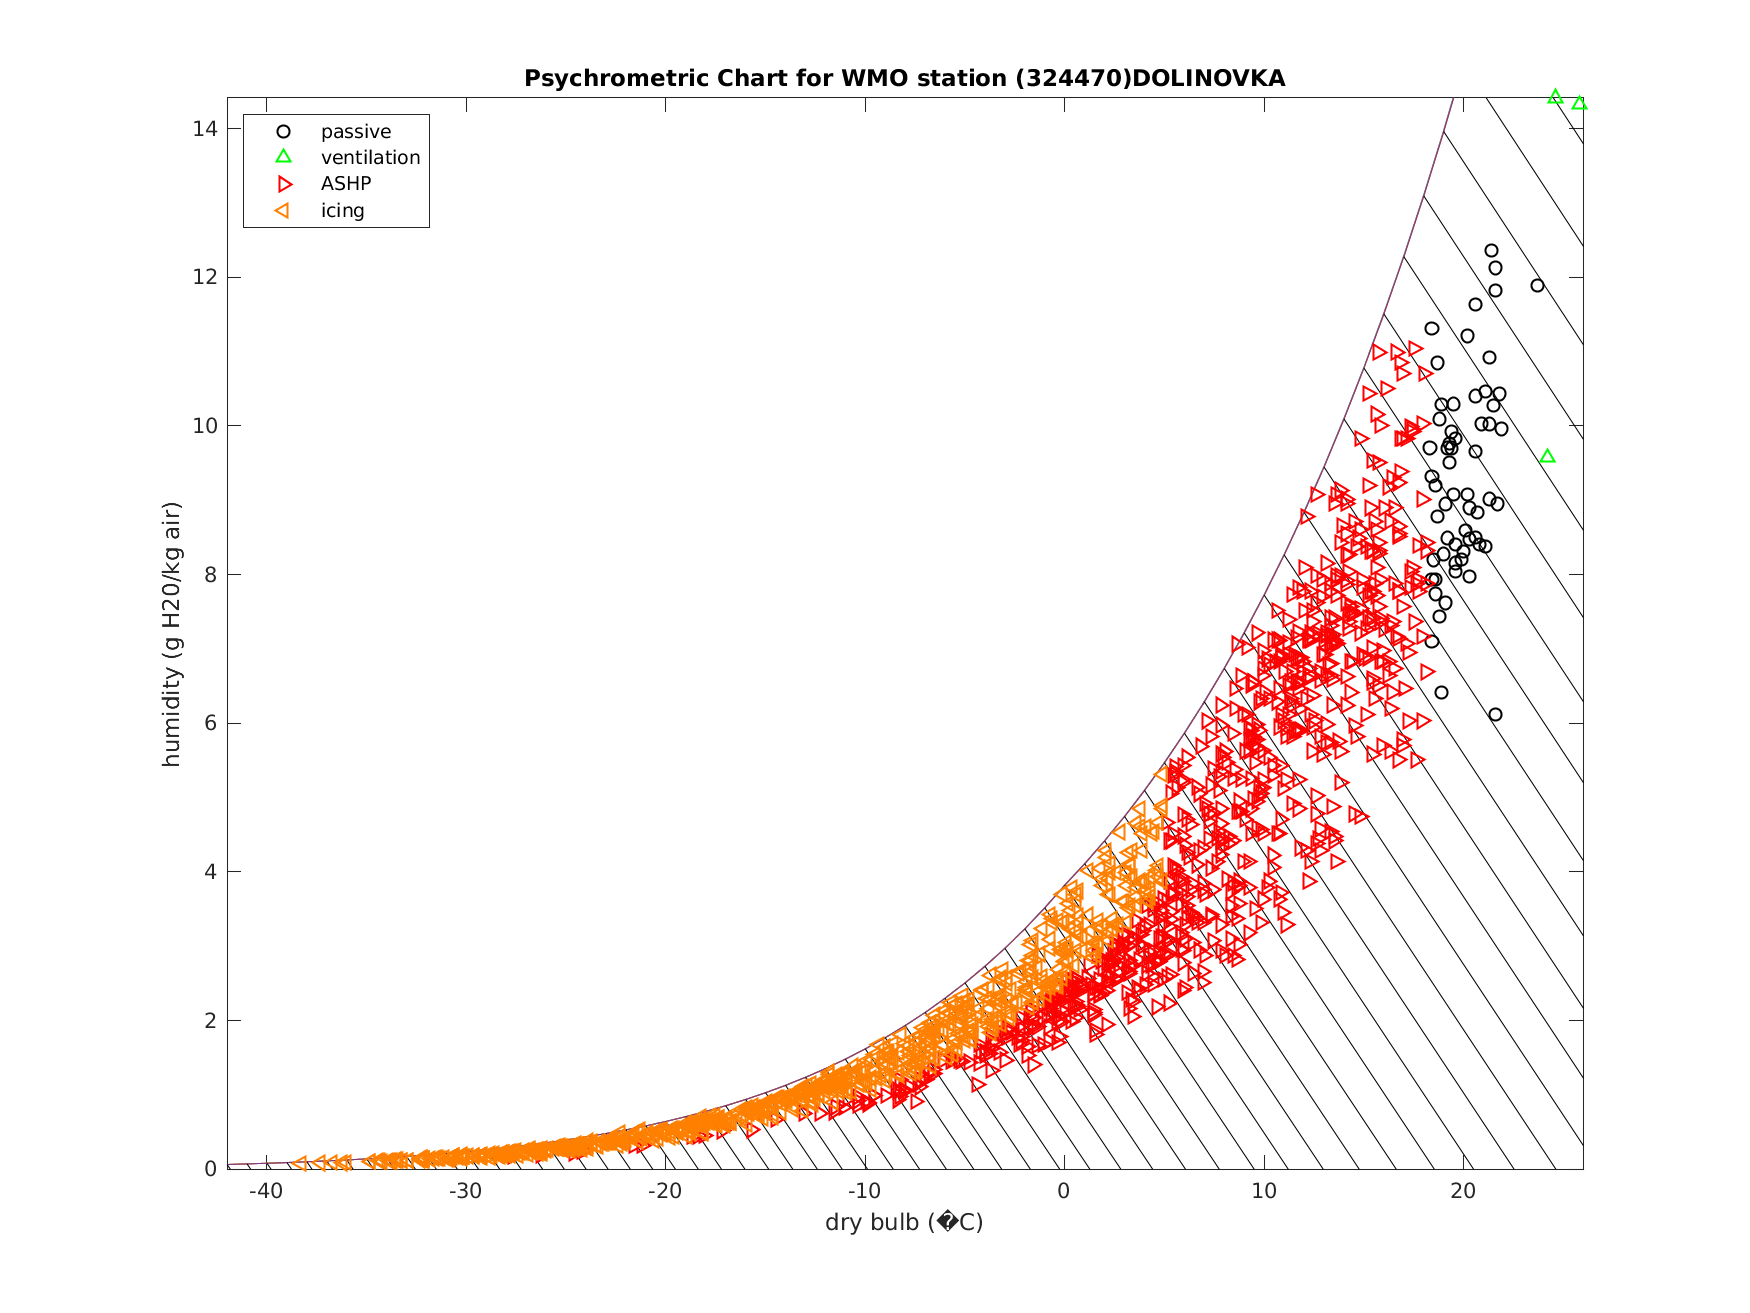 Psychrometric Chart for WMO station (324470)DOLINOVKA
passive
ventilation
ASHP
icing
humidity (g H20/kg air)
14
12
10
8
6
4
2
0
-40 -30 -20 -10 0 10 20
dry bulb (�C)